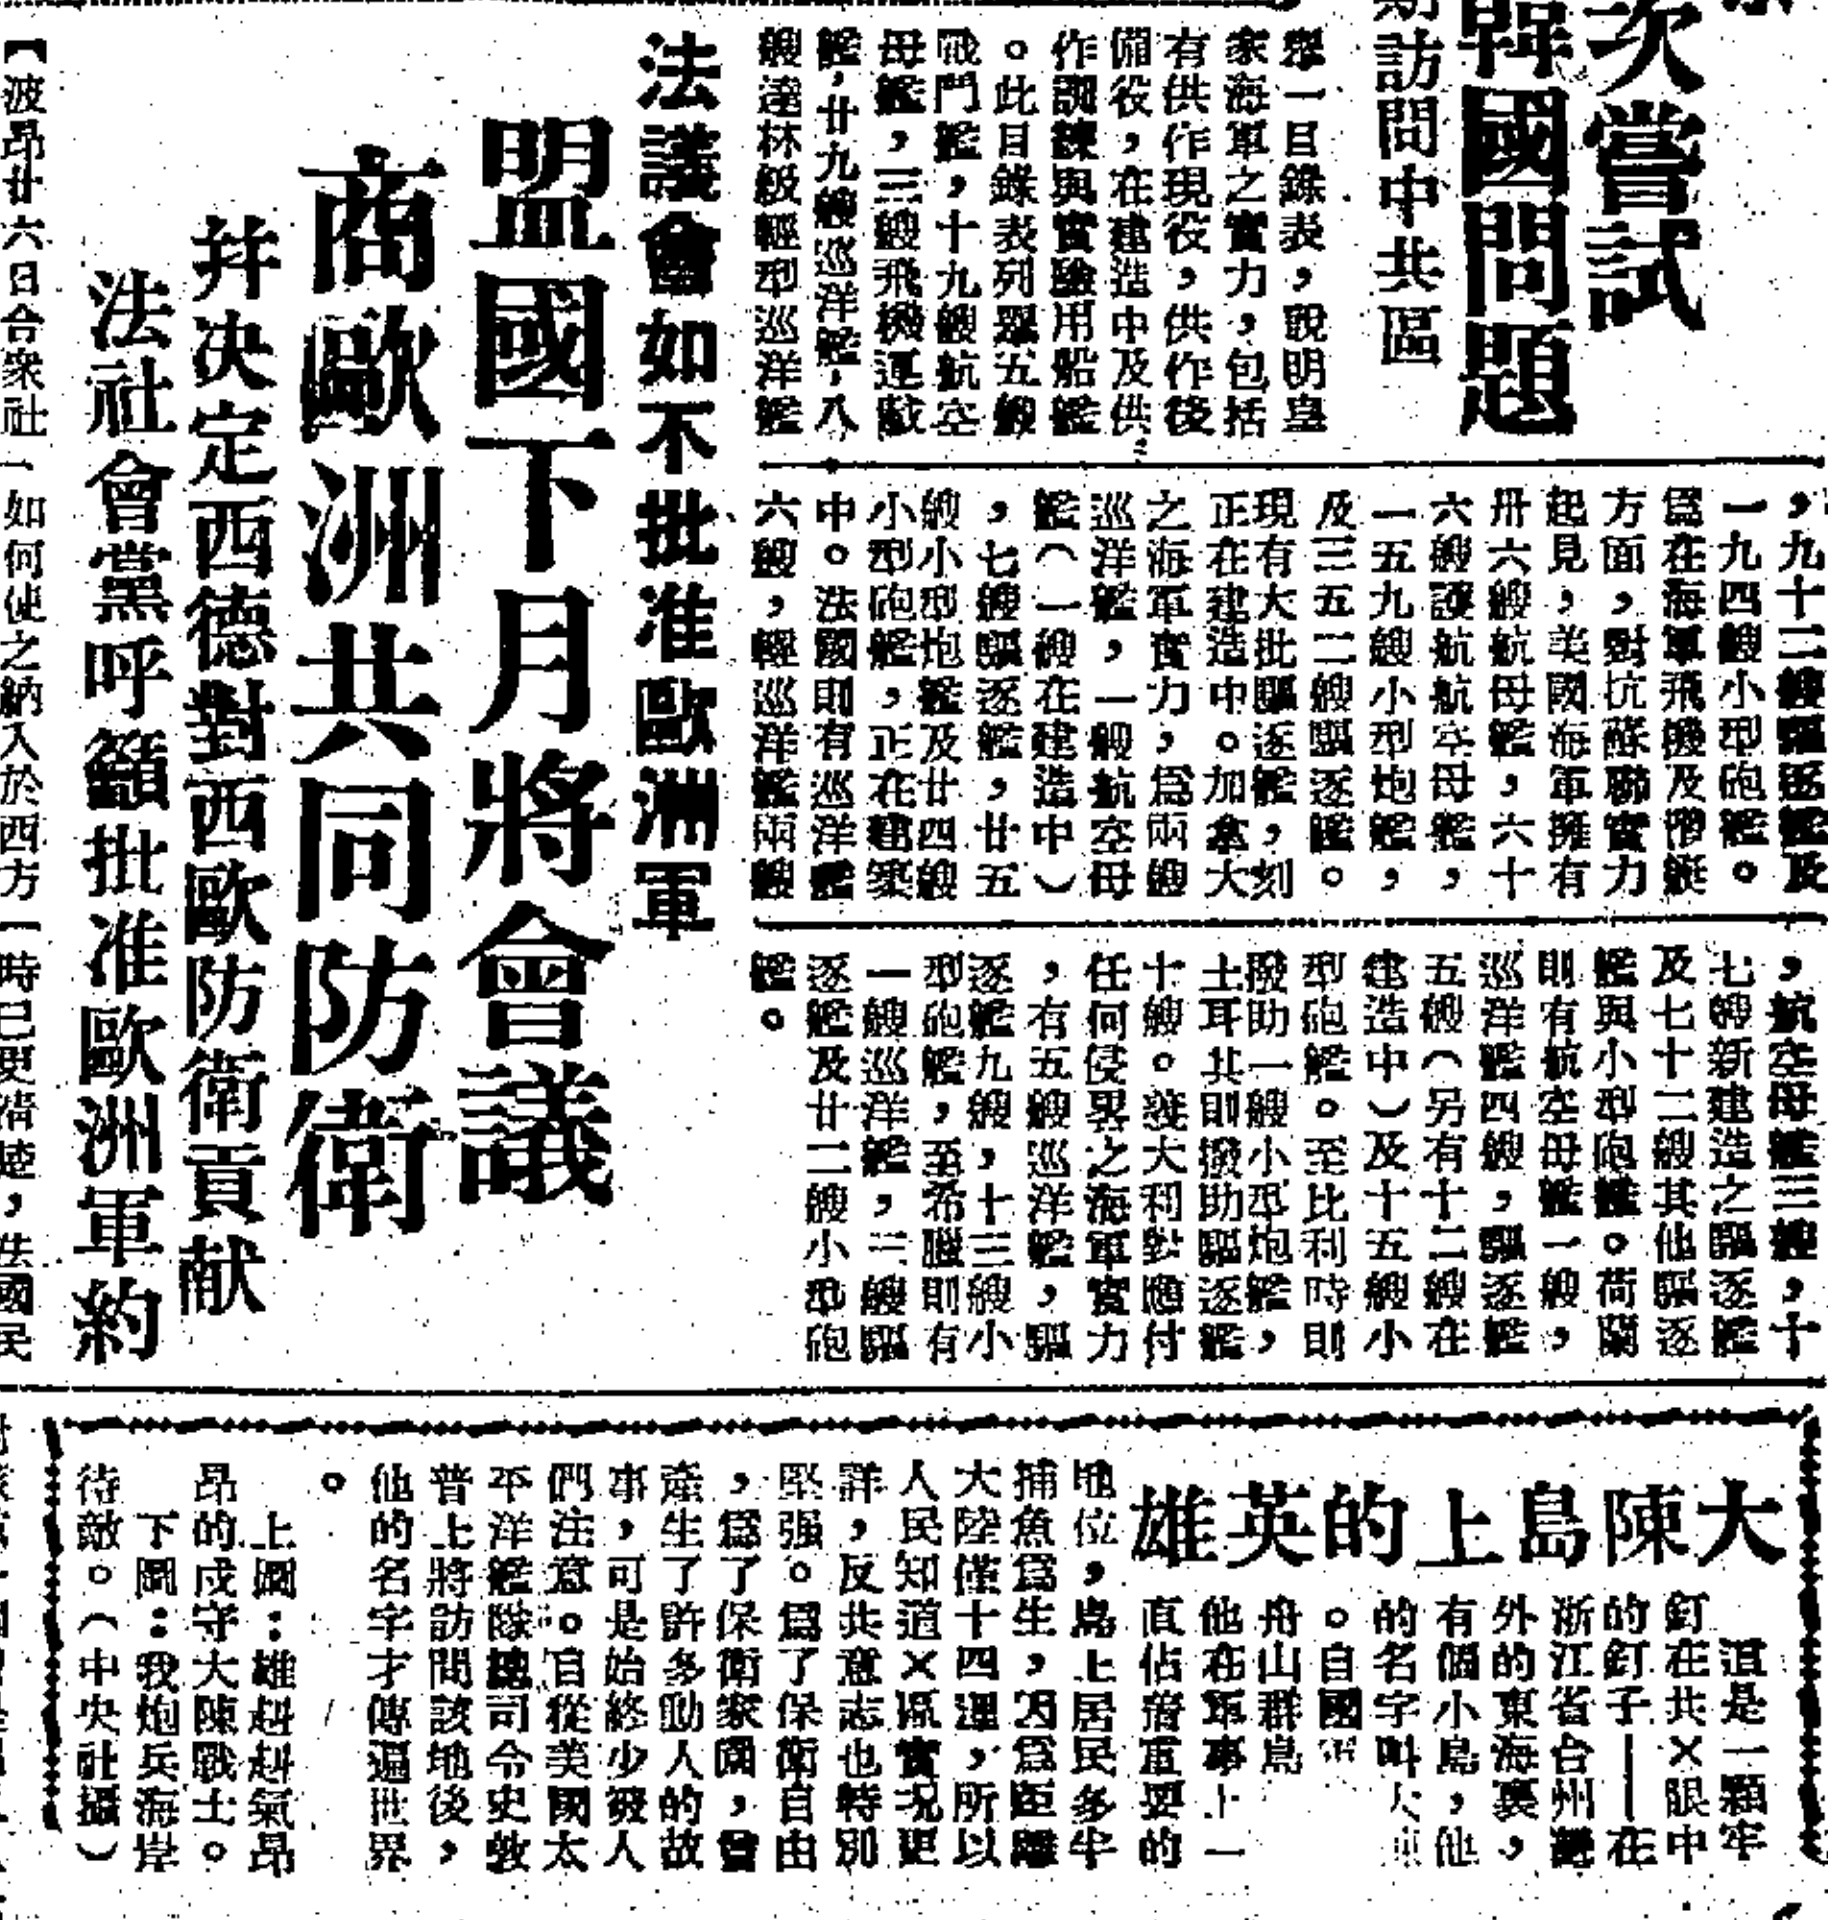 次嘗試
韓國問題
訪問中共區
一目錄表，說明皇
家海軍之實力，包括
有供作現役，供作後
備役，在建造中及供
作訓練與實驗用船艦
。此目錄表列舉五艘
戰鬥艦，十九艘航空
母艦，三艘飛機運載
艦，廿九艘巡洋艦，八
艘達林級輕型巡洋艦
，九十二艘驅逐艦及
一九四艘小型砲艦。
爲在海軍飛機及
方面，對抗蘇聯實力
起見，美國海軍擁有
卅六艘航母艦，六十
六艘護航航空母艦，
一五九艘小型炮艦，
及三五二艘驅逐艦。
現有大批驅逐艦，刻
正在建造中。加拿大
之海軍實力，爲兩艘
巡洋艦，一艘航空母
艦（一艘在建造中）
，七艘驅逐艦，廿五
艘小型炮艦及廿四艘
小型砲艦，正在建築
中。法國則有巡洋艦
六艘，輕巡洋艦兩艘
，航空母艦三艘，十
七艘新建造之驅逐艦
及七十二艘其他驅逐
艦與小型砲艦。荷蘭
則有航空母艦一艘，
巡洋艦四艘，驅逐艦
五艘（另有十二艘在
建造中）及十五艘小
型砲艦。至比利時則
撥助一艘小型炮艦，
土耳其則撥助驅逐艦
十艘。意大利對應付
任何侵略之海軍實力
，有五艘巡洋艦，驅
逐艦九艘，十三艘小
型砲艦，至希臘則有
一艘巡洋艦，三艘驅
逐艦及廿二艘小型砲
艦。
法議會如不批准歐洲軍
盟國下月將會議
商歐洲共同防衛
幷决定西德對西歐防衛貢献
法社會黨呼籲批准歐洲軍約
【波昂廿六日合衆社】如何使之納入於西方
時已更清楚，法國民
大陳島上的英雄
這是一顆牢
釘在共×眼中
的釘子——在
浙江省台州灣
外的東海裏，
有個小島，他
的名字叫大陳
。自國軍
舟山群島
他在軍事上一
直佔着重要的
地位，島上居民多半
捕魚爲生，因爲距離
大陸僅十四浬，所以
人民知道×區實况更
詳，反共意志也特別
堅强。爲了保衛自由
，爲了保衛家園，曾
產生了許多動人的故
事，可是始終少被人
們注意。自從美國太
平洋艦隊總司令史敦
普上將訪問該地後，
他的名字才傳遍世界
。
上圖：雄赳赳氣昂
昂的戍守大陳戰士。
下圖：我炮兵海岸
待敵。（中央社攝）